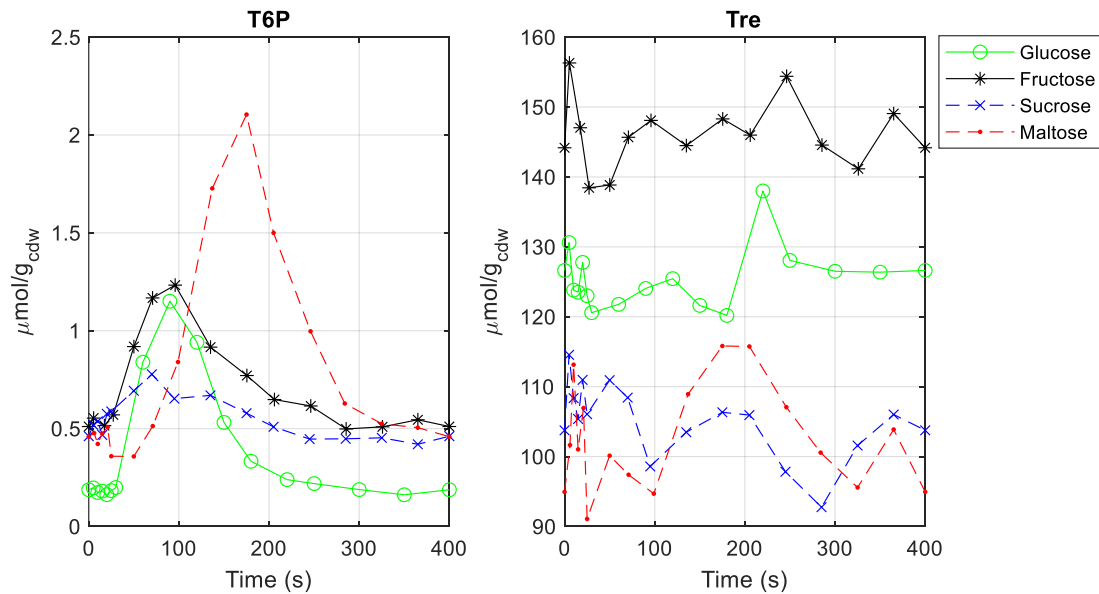 T6P
2.5
2
1.5
1
0.5
0
μmol/g_cdw
0 100 200 300 400
Time (s)
Tre
160
150
140
130
120
110
100
90
μmol/g_cdw
0 100 200 300 400
Time (s)
Glucose
Fructose
Sucrose
Maltose